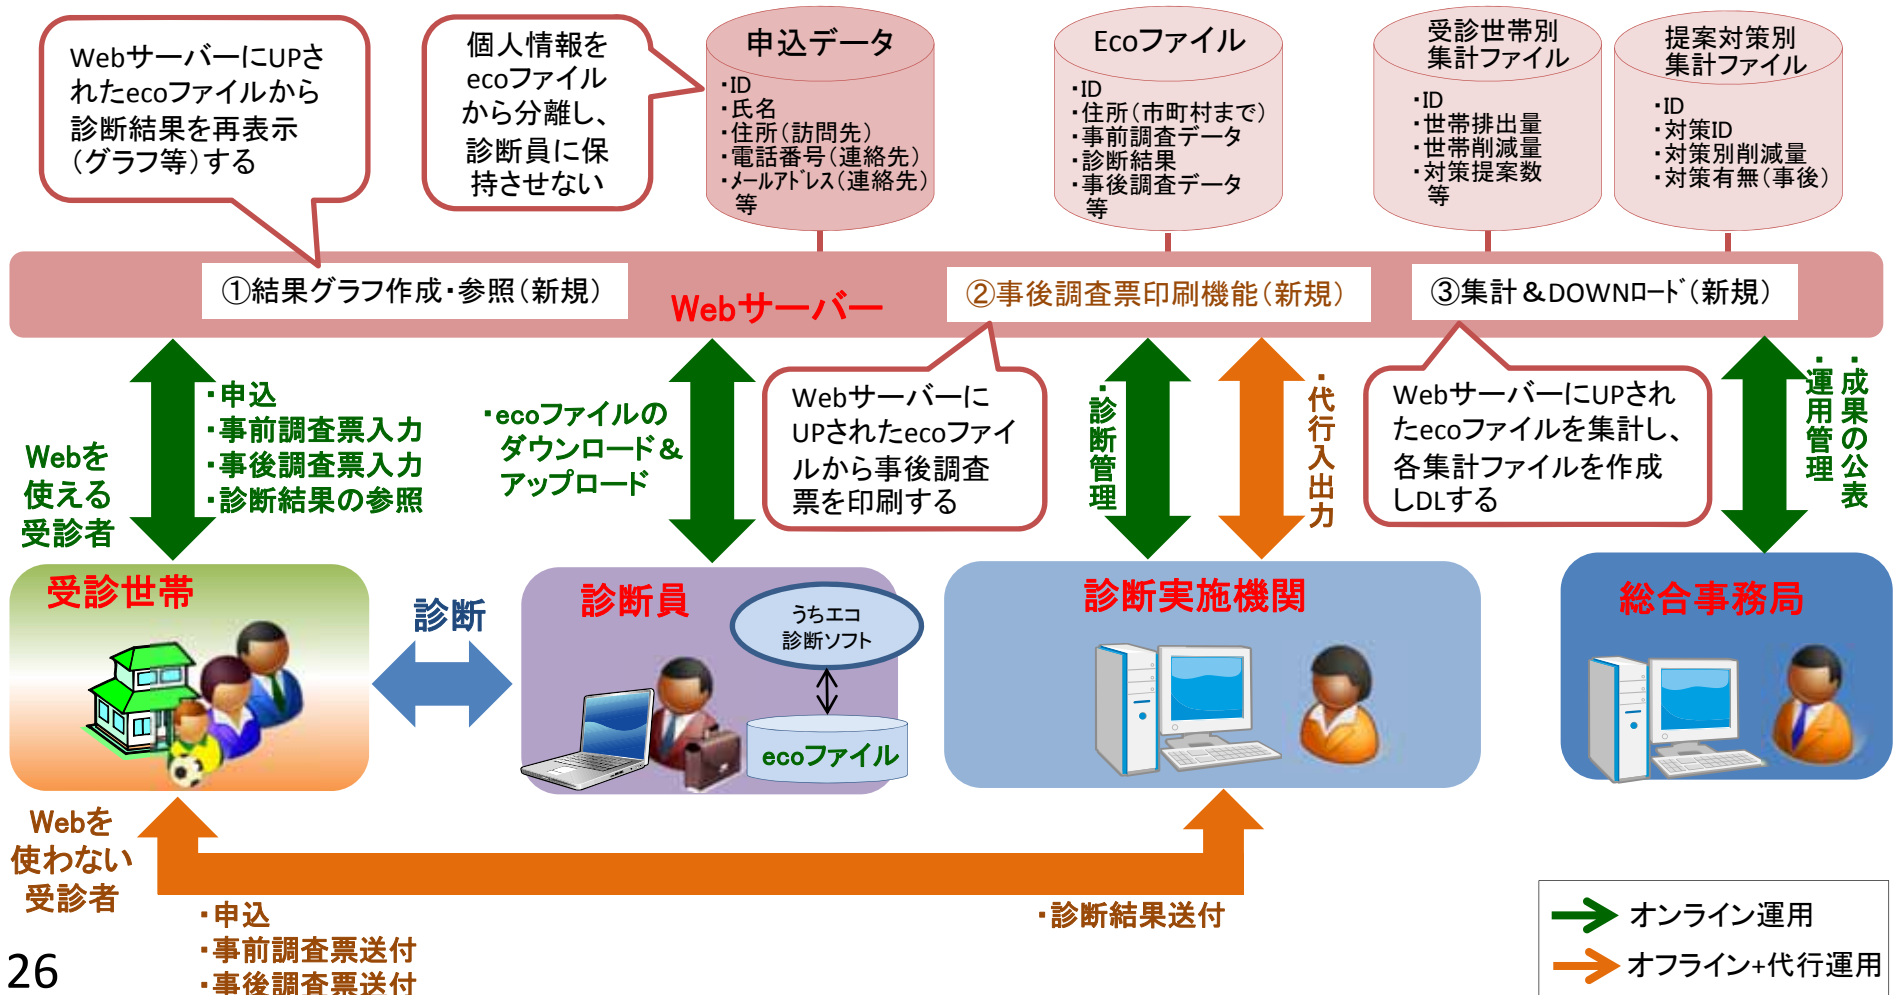 WebサーバーにUPさ
れたecoファイルから
診断結果を再表示
（グラフ等）する
個人情報を
ecoファイル
から分離し、
診断員に保
持させない
申込データ
・ID
・氏名
・住所（訪問先）
・電話番号（連絡先）
・メールアドレス（連絡先）
等
Ecoファイル
・ID
・住所（市町村まで）
・事前調査データ
・診断結果
・事後調査データ
等
受診世帯別
集計ファイル
・ID
・世帯排出量
・世帯削減量
・対策提案数
等
提案対策別
集計ファイル
・ID
・対策ID
・対策別削減量
・対策有無（事後）
①結果グラフ作成・参照（新規）
Webサーバー
②事後調査票印刷機能（新規）
③集計＆DOWNロード（新規）
Webを
使える
受診者
・申込
・事前調査票入力
・事後調査票入力
・診断結果の参照
・ecoファイルの
ダウンロード＆
アップロード
Webサーバーに
UPされたecoファイ
ルから事後調査
票を印刷する
・診断管理
・代行入出力
WebサーバーにUPされ
たecoファイルを集計し、
各集計ファイルを作成
しDLする
・成果の公表
・運用管理
受診世帯
診断
診断員
うちエコ
診断ソフト
ecoファイル
診断実施機関
総合事務局
Webを
使わない
受診者
・申込
・事前調査票送付
・事後調査票送付
・診断結果送付
オンライン運用
オフライン+代行運用
26